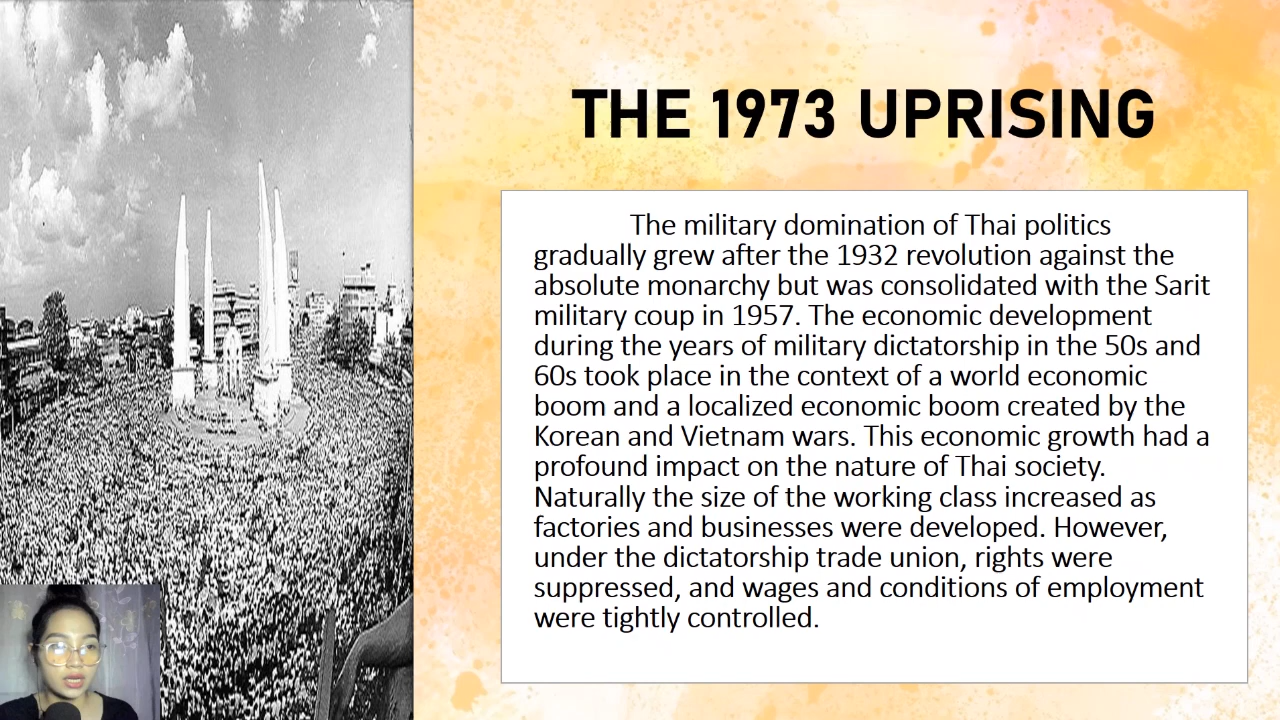 THE 1973 UPRISING
The military domination of Thai politics
gradually grew after the 1932 revolution against the
absolute monarchy but was consolidated with the Sarit
military coup in 1957. The economic development
during the years of military dictatorship in the 50s and
60s took place in the context of a world economic
boom and a localized economic boom created by the
Korean and Vietnam wars. This economic growth had a
profound impact on the nature of Thai society.
Naturally the size of the working class increased as
factories and businesses were developed. However,
under the dictatorship trade union, rights were
suppressed, and wages and conditions of employment
were tightly controlled.